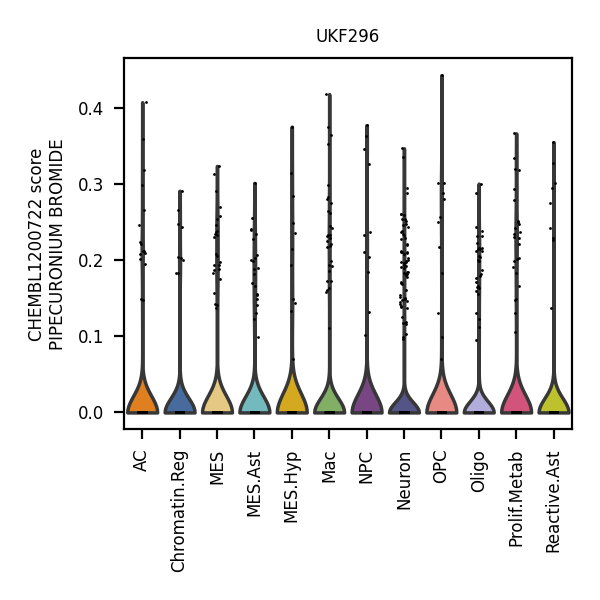 UKF296
CHEMBL1200722 score
PIPECURONIUM BROMIDE
0.4
0.3
0.2
0.1
0.0
AC
Chromatin.Reg
MES
MES.Ast
MES.Hyp
Mac
NPC
Neuron
OPC
Oligo
Prolif.Metab
Reactive.Ast